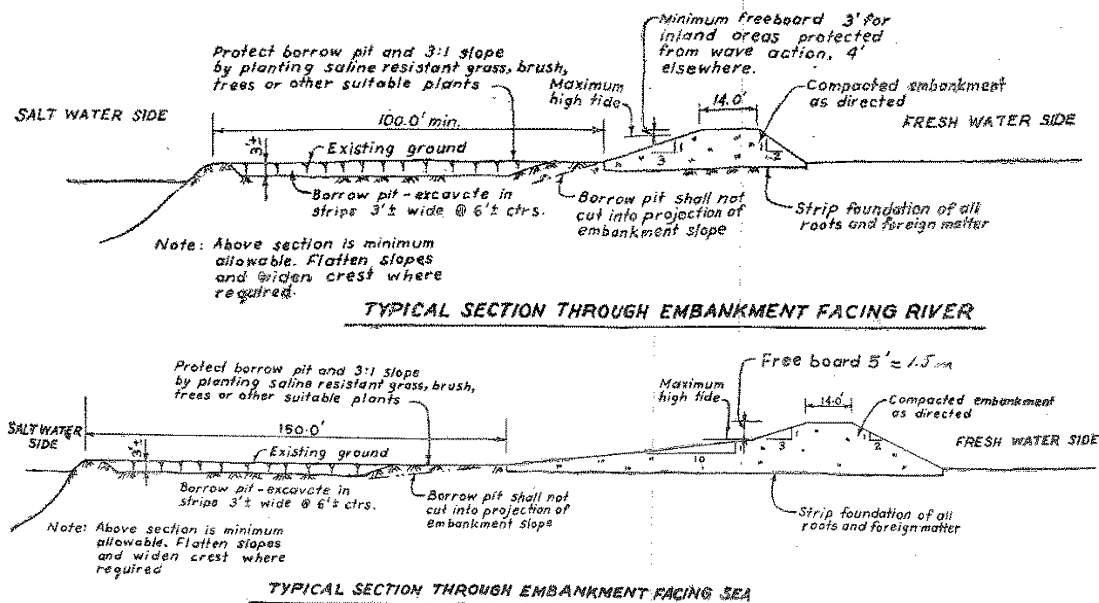 Minimum freeboard 3' for
inland areas protected
from wave action, 4'
elsewhere.
Protect borrow pit and 3:1 slope
by planting saline resistant grass, brush,
trees or other suitable plants
Maximum
high tide
14.0'
Compacted embankment
as directed
SALT WATER SIDE
100.0' min.
FRESH WATER SIDE
3'±
Existing ground
3
1
1
2
Borrow pit - excavate in
strips 3'± wide @ 6'± ctrs.
Borrow pit shall not
cut into projection of
embankment slope
Strip foundation of all
roots and foreign matter
Note: Above section is minimum
allowable. Flatten slopes
and widen crest where
required.
TYPICAL SECTION THROUGH EMBANKMENT FACING RIVER
Protect borrow pit and 3:1 slope
by planting saline resistant grass, brush,
trees or other suitable plants
Free board 5' = 1.5 m
Maximum
high tide
14.0'
Compacted embankment
as directed
SALT WATER
SIDE
150.0'
FRESH WATER SIDE
3'±
Existing ground
10
1
3
1
1
2
Borrow pit - excavate in
strips 3'± wide @ 6'± ctrs.
Borrow pit shall not
cut into projection of
embankment slope
Strip foundation of all
roots and foreign matter
Note: Above section is minimum
allowable. Flatten slopes
and widen crest where
required
TYPICAL SECTION THROUGH EMBANKMENT FACING SEA